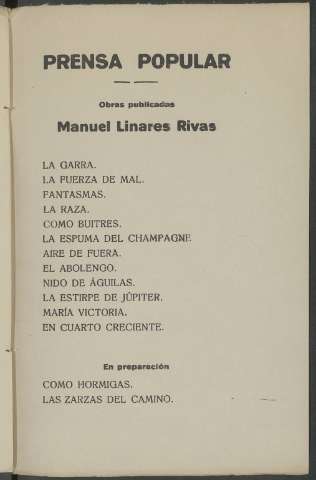 PRENSA POPULAR
Obras publicadas
Manuel Linares Rivas
LA GARRA.
LA FUERZA DE MAL.
FANTASMAS.
LA RAZA.
COMO BUITRES.
LA ESPUMA DEL CHAMPAGNE.
AIRE DE FUERA.
EL ABOLENGO.
NIDO DE ÁGUILAS.
LA ESTIRPE DE JÚPITER.
MARÍA VICTORIA.
EN CUARTO CRECIENTE.
En preparación
COMO HORMIGAS.
LAS ZARZAS DEL CAMINO.